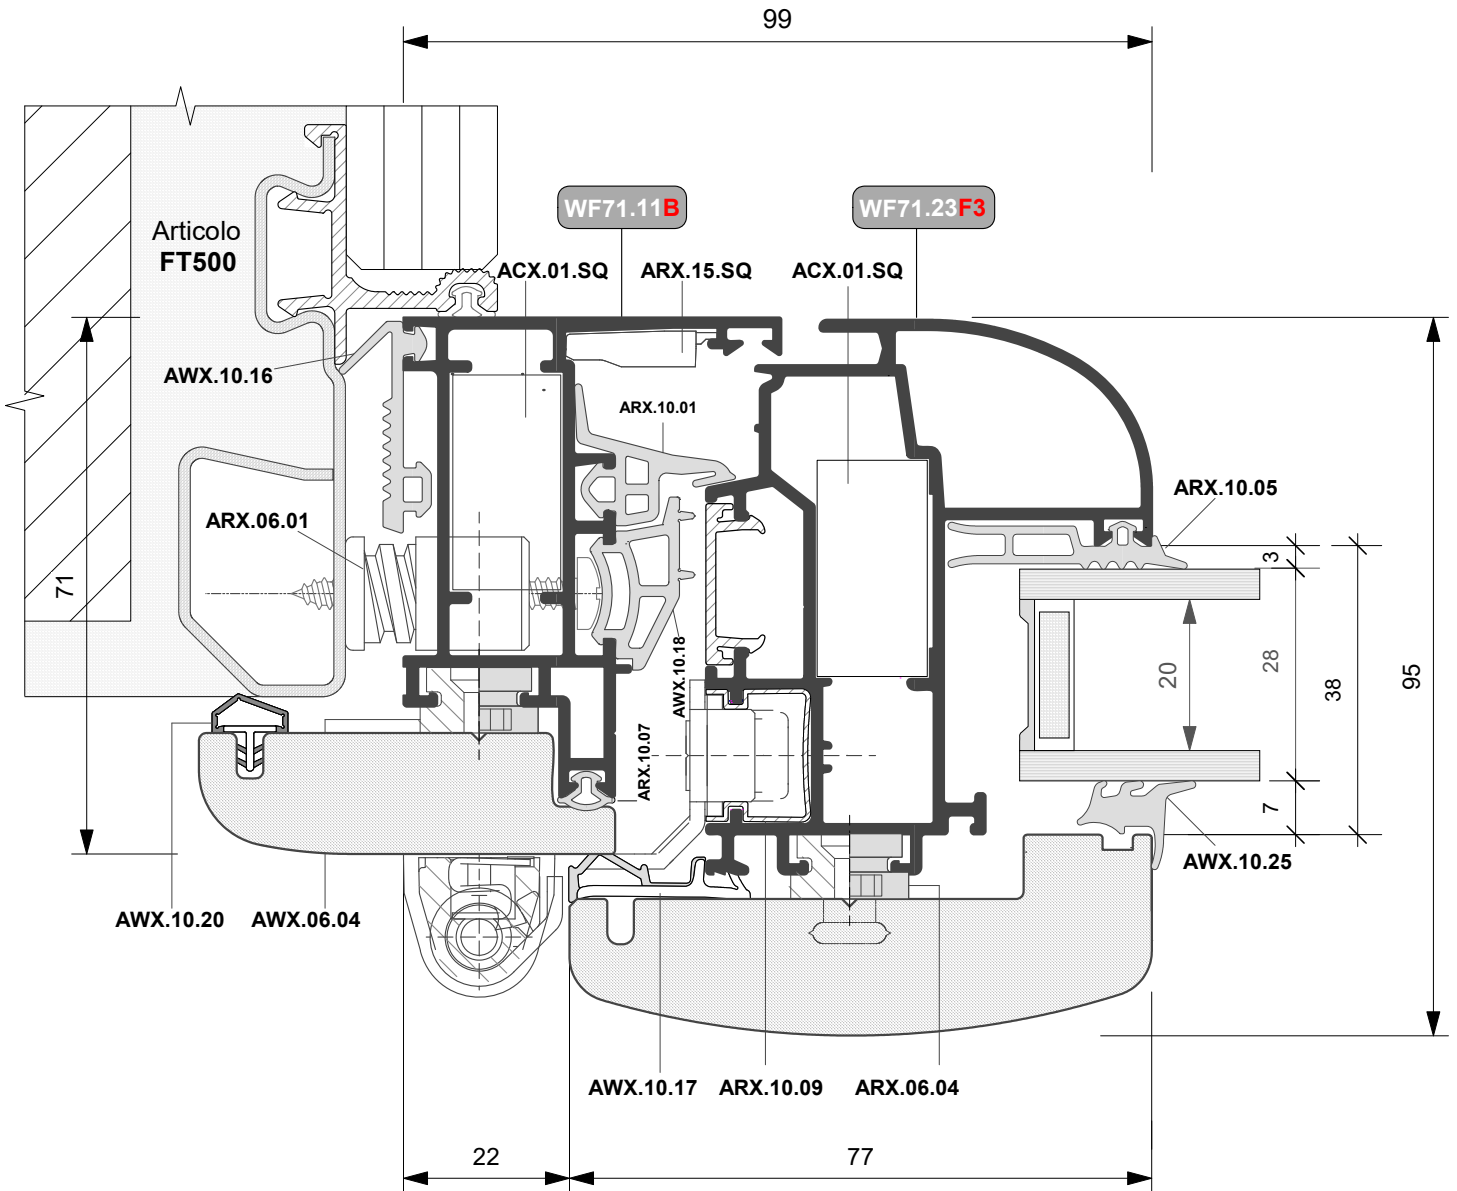 99
WF71.11B
WF71.23F3
Articolo
FT500
ACX.01.SQ
ARX.15.SQ
ACX.01.SQ
AWX.10.16
ARX.10.01
ARX.10.05
ARX.06.01
3
71
AWX.10.18
20
28
38
95
ARX.10.07
7
AWX.10.25
AWX.10.20
AWX.06.04
AWX.10.17
ARX.10.09
ARX.06.04
22
77